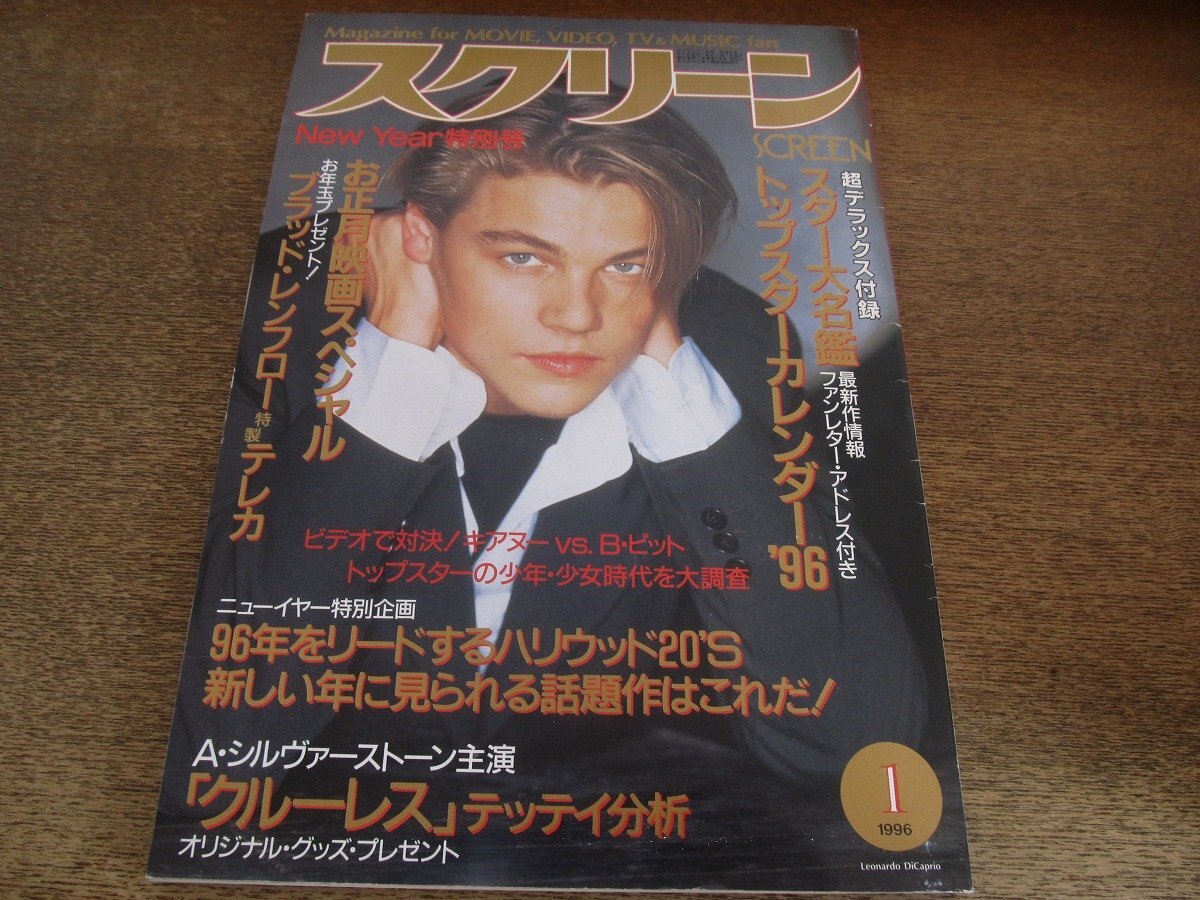 Magazine for MOVIE, VIDEO, TV & MUSIC fan
スクリーン
SCREEN
New Year特別号
超デラックス付録
スター大名鑑
最新作情報
ファンレター・アドレス付き
トップスターカレンダー'96
お正月映画スペシャル
お年玉プレゼント!
ブラッド・レンフロー特製テレカ
ビデオで対決!キアヌー vs. B・ピット
トップスターの少年・少女時代を大調査
ニューイヤー特別企画
96年をリードするハリウッド20'S
新しい年に見られる話題作はこれだ!
A・シルヴァーストーン主演
「クルーレス」テッテイ分析
オリジナル・グッズ・プレゼント
1
1996
Leonardo DiCaprio